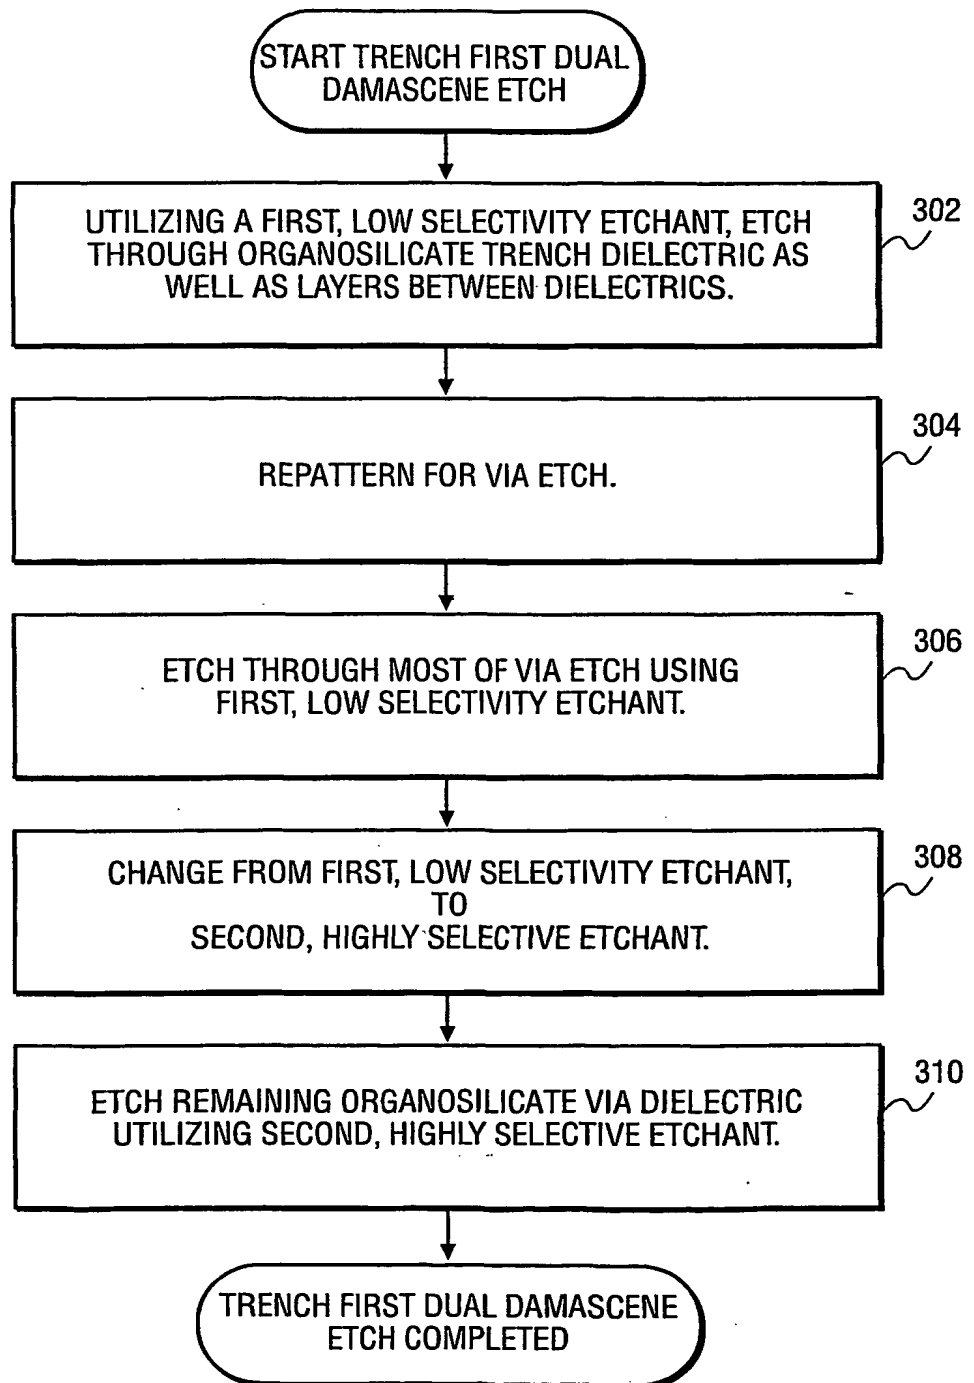 START TRENCH FIRST DUAL
DAMASCENE ETCH
302
UTILIZING A FIRST, LOW SELECTIVITY ETCHANT, ETCH
THROUGH ORGANOSILICATE TRENCH DIELECTRIC AS
WELL AS LAYERS BETWEEN DIELECTRICS.
304
REPATTERN FOR VIA ETCH.
306
ETCH THROUGH MOST OF VIA ETCH USING
FIRST, LOW SELECTIVITY ETCHANT.
308
CHANGE FROM FIRST, LOW SELECTIVITY ETCHANT,
TO
SECOND, HIGHLY SELECTIVE ETCHANT.
310
ETCH REMAINING ORGANOSILICATE VIA DIELECTRIC
UTILIZING SECOND, HIGHLY SELECTIVE ETCHANT.
TRENCH FIRST DUAL DAMASCENE
ETCH COMPLETED